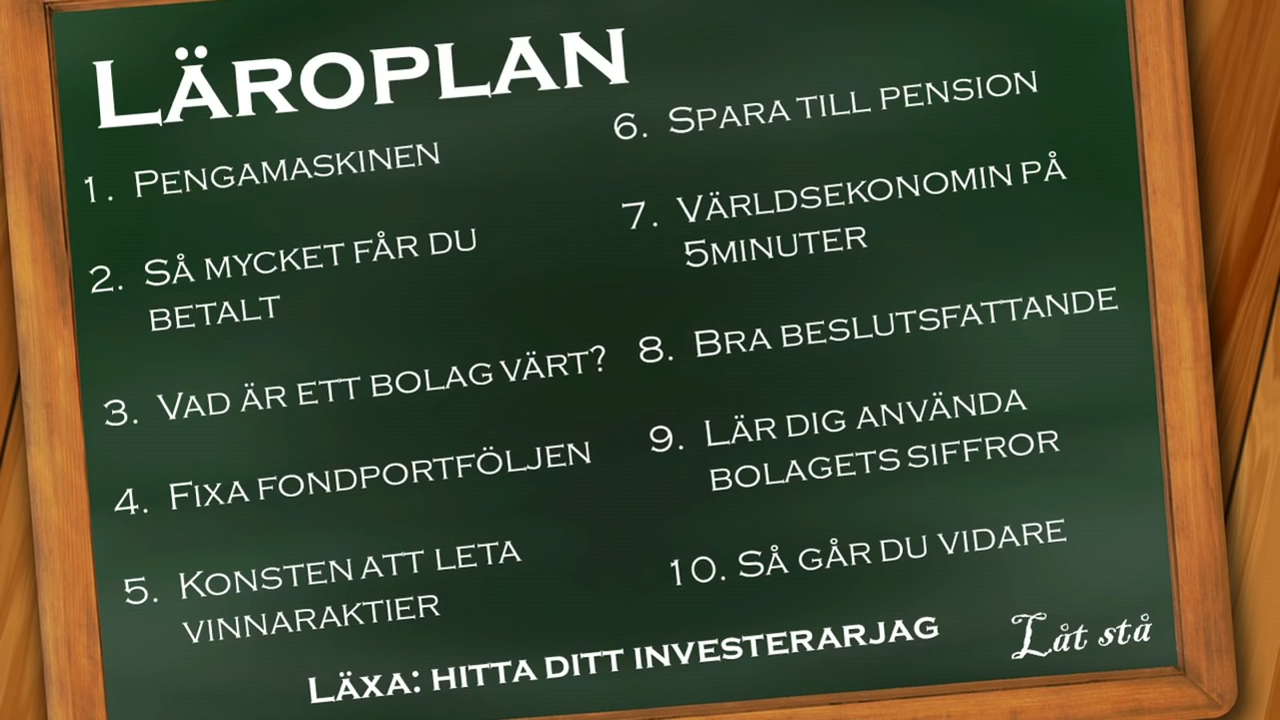 LÄROPLAN
1. PENGAMASKINEN
2. SÅ MYCKET FÅR DU
BETALT
3. VAD ÄR ETT BOLAG VÄRT?
4. FIXA FONDPORTFÖLJEN
5. KONSTEN ATT LETA
VINNARAKTIER
6. SPARA TILL PENSION
7. VÄRLDSEKONOMIN PÅ
5MINUTER
8. BRA BESLUTSFATTANDE
9. LÄR DIG ANVÄNDA
BOLAGETS SIFFROR
10. SÅ GÅR DU VIDARE
LÄXA: HITTA DITT INVESTERARJAG
Låt stå